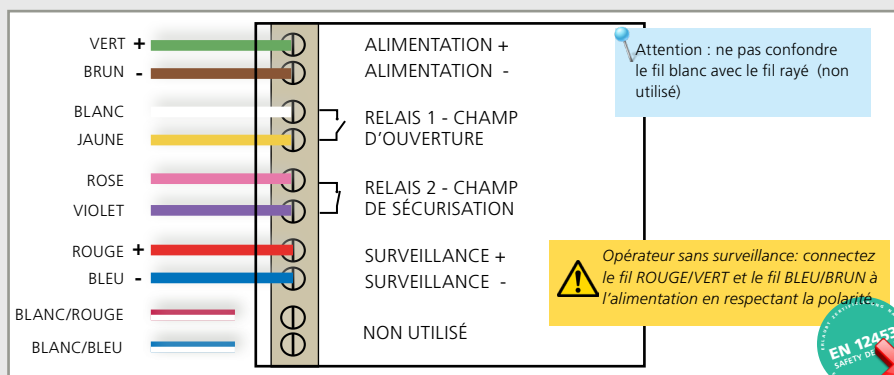 VERT +
BRUN -
BLANC
JAUNE
ROSE
VIOLET
ROUGE +
BLEU -
BLANC/ROUGE
BLANC/BLEU
ALIMENTATION +
ALIMENTATION -
RELAIS 1 - CHAMP
D'OUVERTURE
RELAIS 2 - CHAMP
DE SÉCURISATION
SURVEILLANCE +
SURVEILLANCE -
NON UTILISÉ
Attention : ne pas confondre
le fil blanc avec le fil rayé (non
utilisé)
Opérateur sans surveillance: connectez
le fil ROUGE/VERT et le fil BLEU/BRUN à
l'alimentation en respectant la polarité.
EN 12453
SAFETY